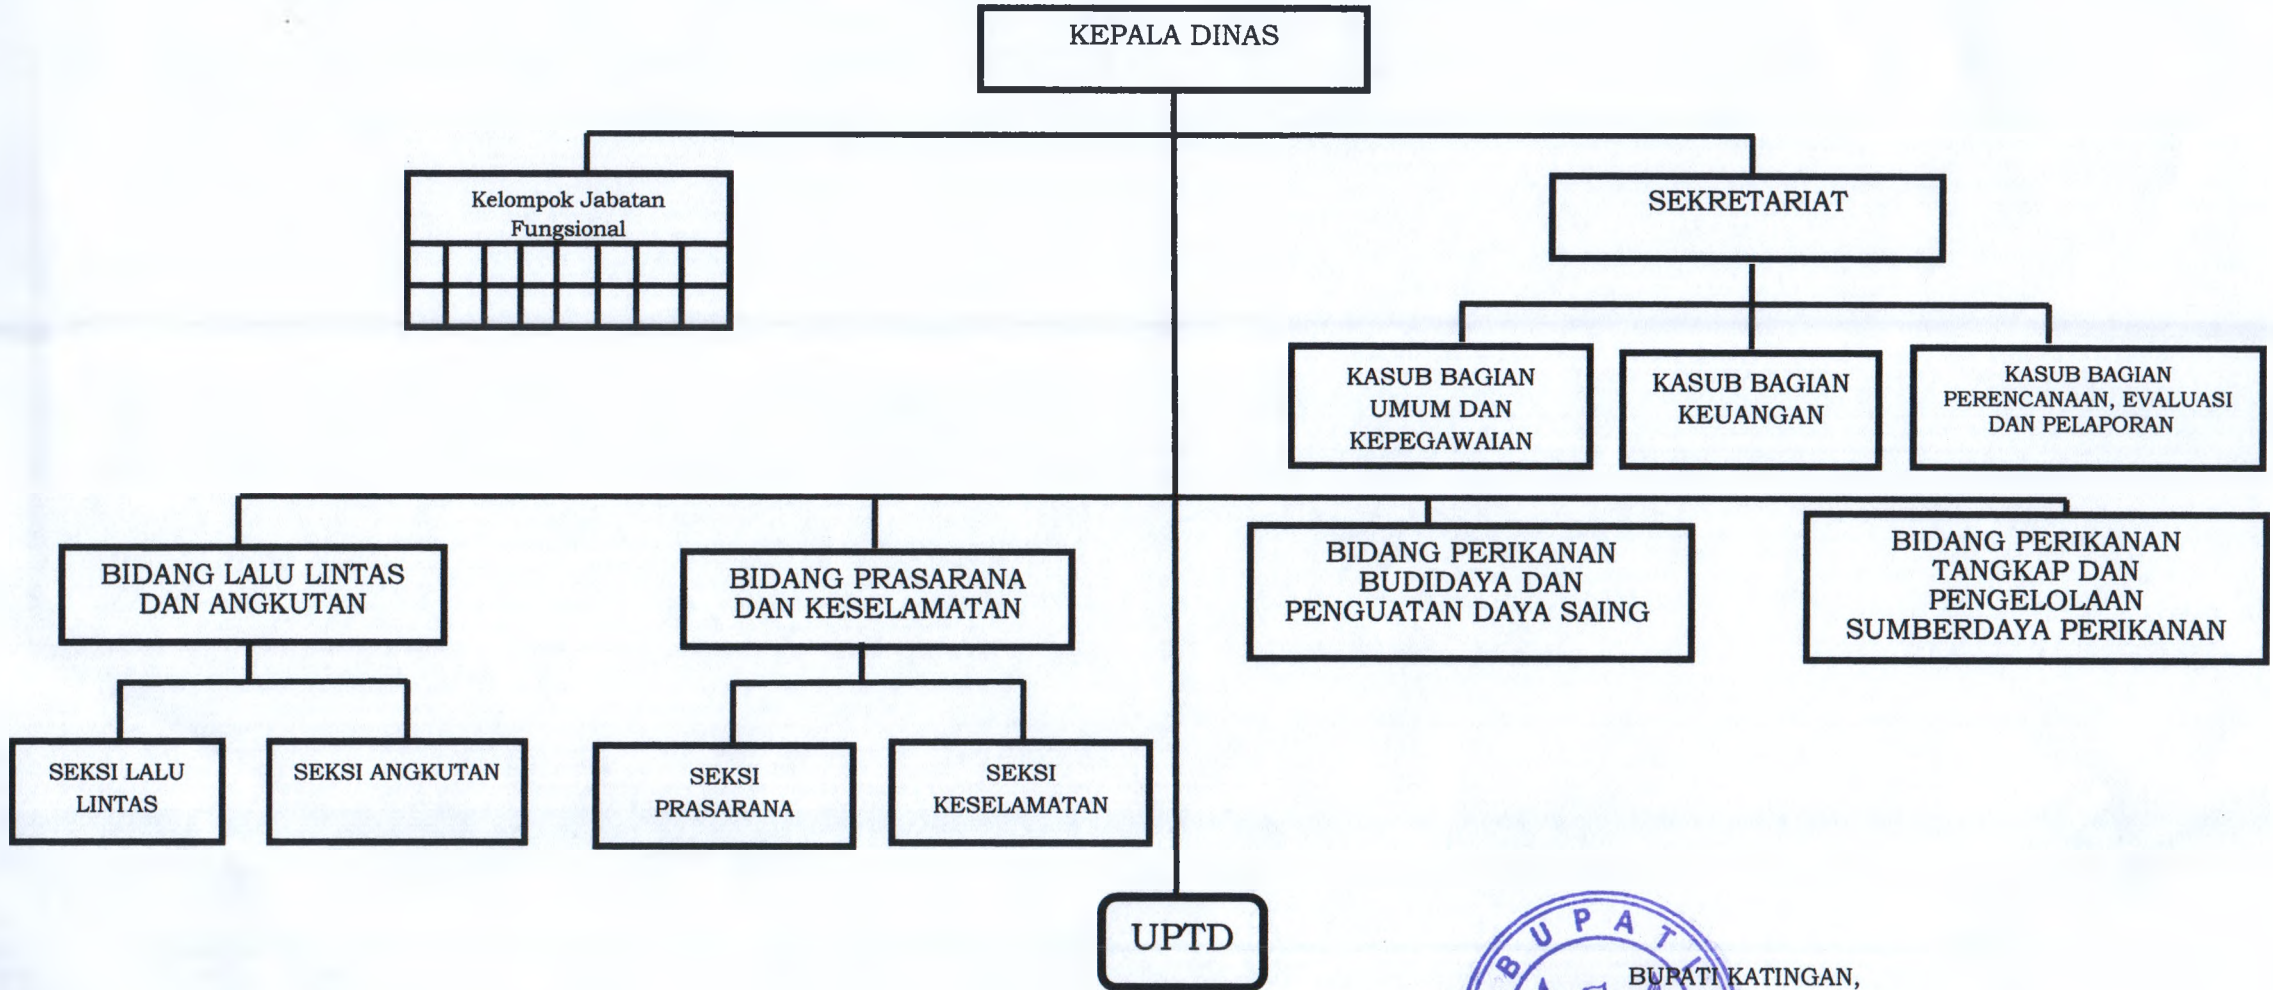 KEPALA DINAS
Kelompok Jabatan
Fungsional
SEKRETARIAT
KASUB BAGIAN
UMUM DAN
KEPEGAWAIAN
KASUB BAGIAN
KEUANGAN
KASUB BAGIAN
PERENCANAAN, EVALUASI
DAN PELAPORAN
BIDANG LALU LINTAS
DAN ANGKUTAN
BIDANG PRASARANA
DAN KESELAMATAN
BIDANG PERIKANAN
BUDIDAYA DAN
PENGUATAN DAYA SAING
BIDANG PERIKANAN
TANGKAP DAN
PENGELOLAAN
SUMBERDAYA PERIKANAN
SEKSI LALU
LINTAS
SEKSI ANGKUTAN
SEKSI
PRASARANA
SEKSI
KESELAMATAN
UPTD
BUPATI
BUPATI KATINGAN,